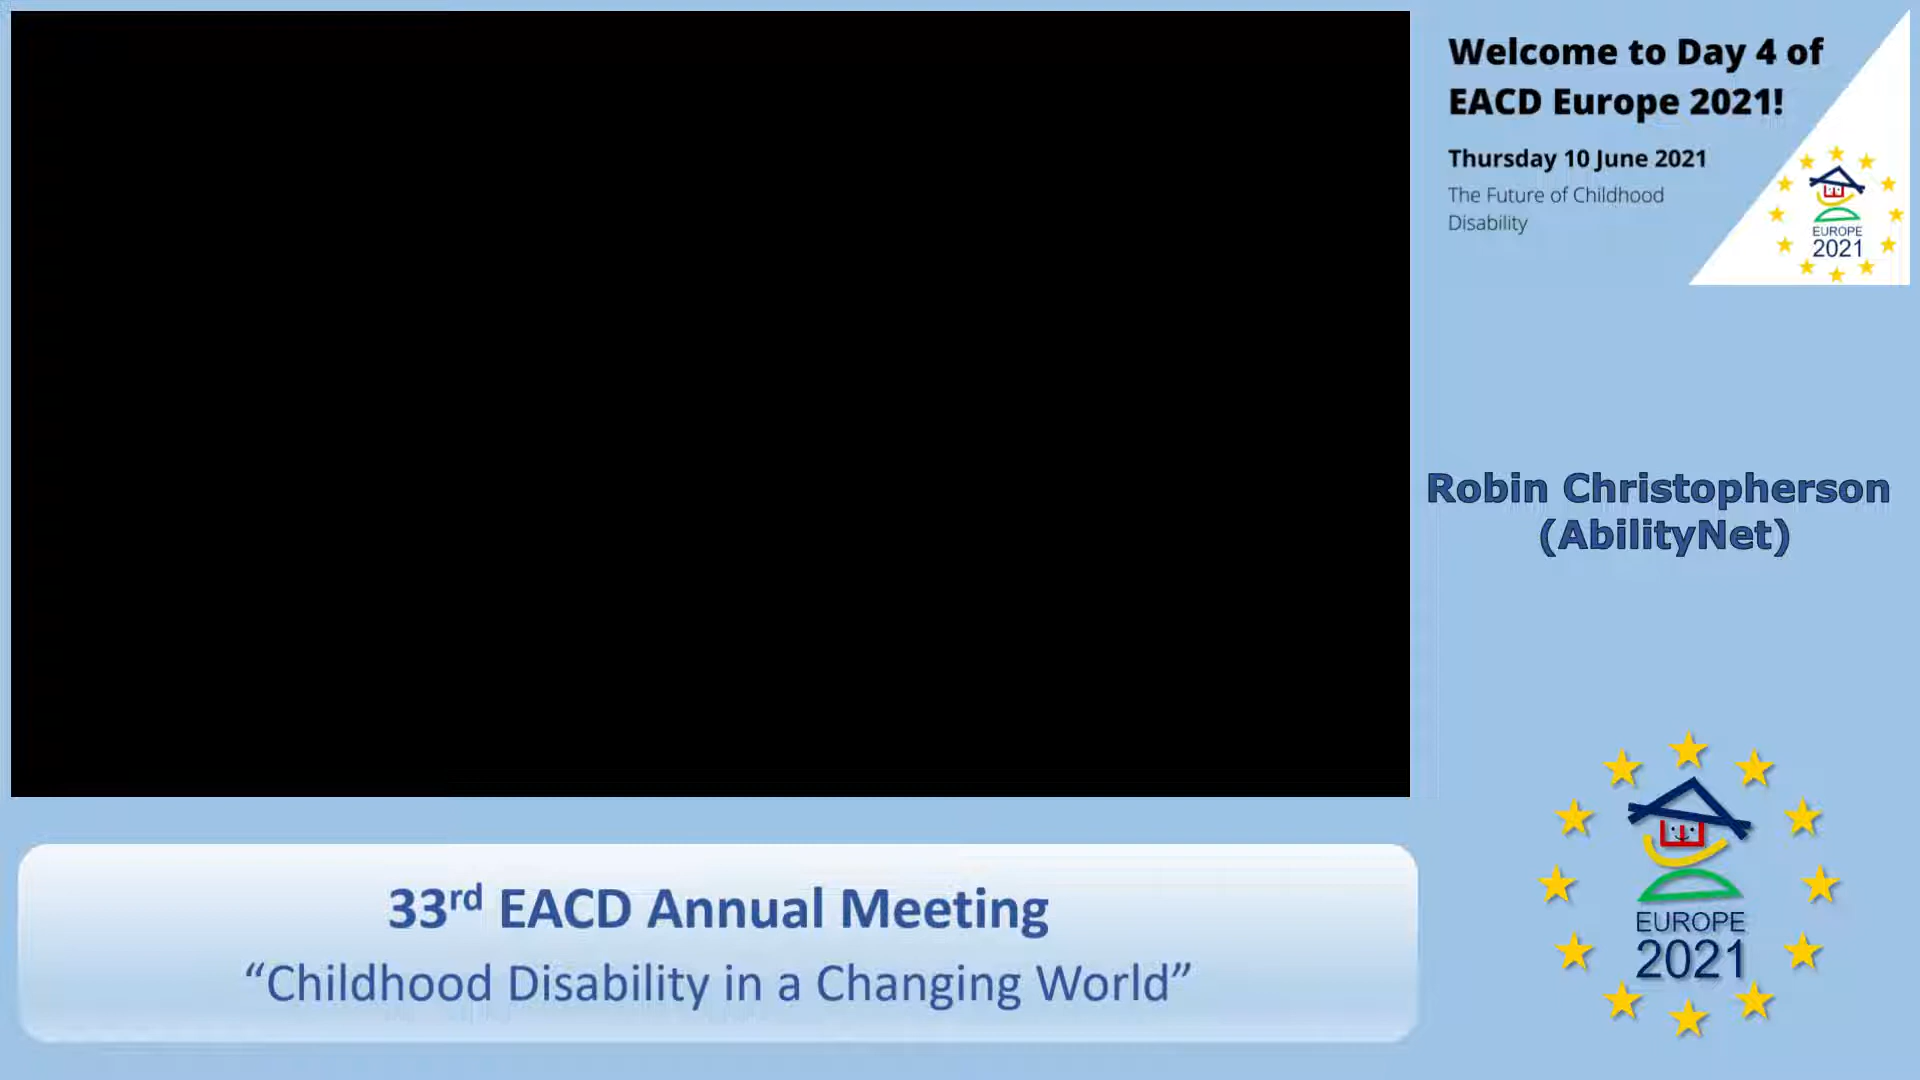 Welcome to Day 4 of
EACD Europe 2021!
Thursday 10 June 2021
The Future of Childhood
Disability
EUROPE
2021
Robin Christopherson
(AbilityNet)
33rd EACD Annual Meeting
“Childhood Disability in a Changing World”
EUROPE
2021